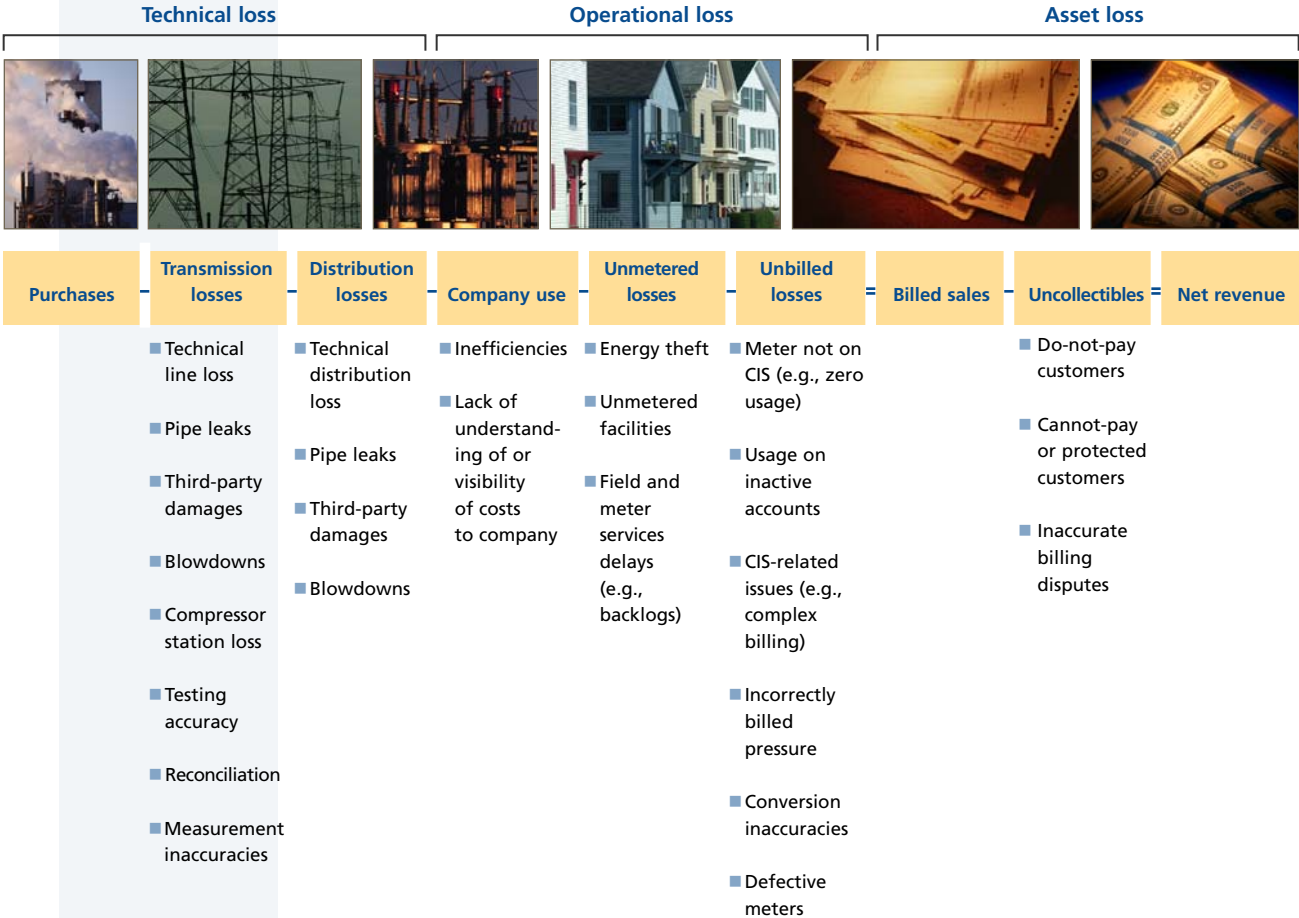 Technical loss
Operational loss
Asset loss
Purchases
-
Transmission
losses
-
Distribution
losses
-
Company use
-
Unmetered
losses
-
Unbilled
losses
=
Billed sales
-
Uncollectibles
=
Net revenue
Technical
line loss
Pipe leaks
Third-party
damages
Blowdowns
Compressor
station loss
Testing
accuracy
Reconciliation
Measurement
inaccuracies
Technical
distribution
loss
Pipe leaks
Third-party
damages
Blowdowns
Inefficiencies
Lack of
understand-
ing of or
visibility
of costs
to company
Energy theft
Unmetered
facilities
Field and
meter
services
delays
(e.g.,
backlogs)
Meter not on
CIS (e.g., zero
usage)
Usage on
inactive
accounts
CIS-related
issues (e.g.,
complex
billing)
Incorrectly
billed
pressure
Conversion
inaccuracies
Defective
meters
Do-not-pay
customers
Cannot-pay
or protected
customers
Inaccurate
billing
disputes